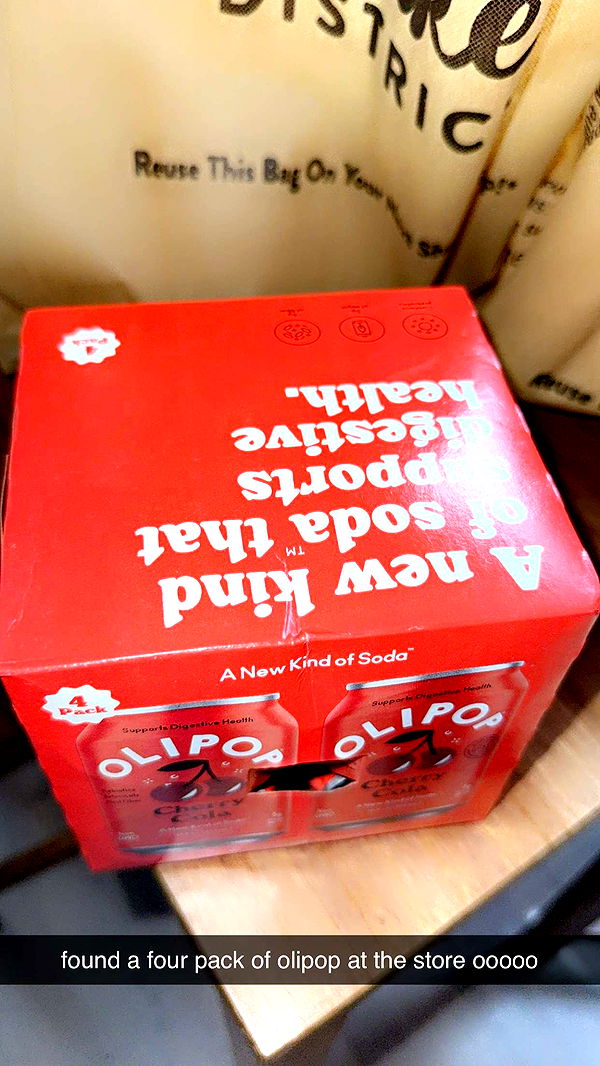 ke
DISTRIC
Reuse This Bag On Your
4
Pack
A new kind™
of soda that
supports
digestive
health.
A New Kind of Soda™
4
Pack
Supports Digestive Health
OLIPOP
Cherry
Cola
Supports Digestive Health
OLIPOP
Cherry
Cola
found a four pack of olipop at the store ooooo